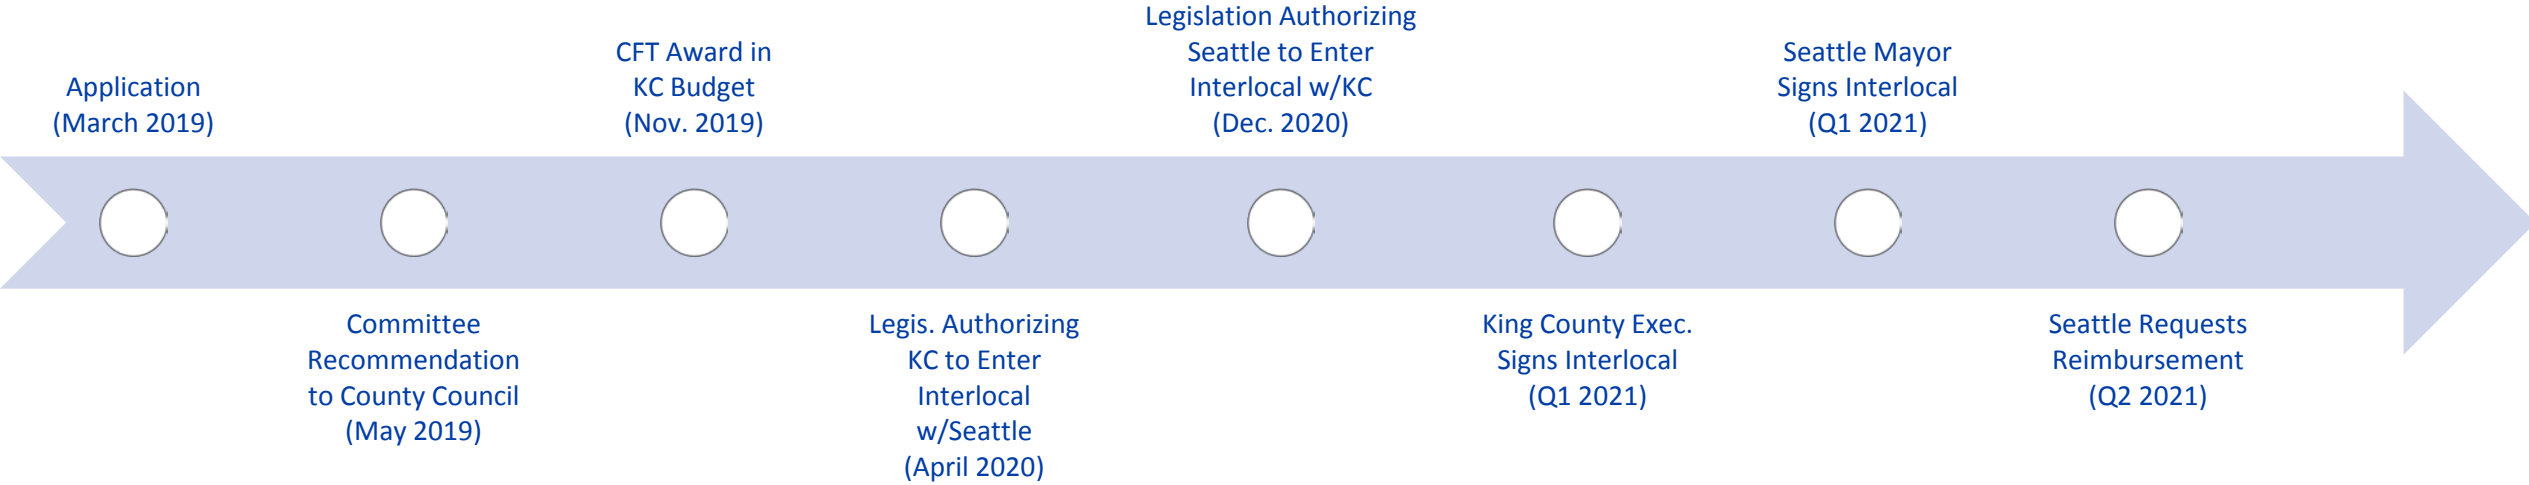 Application
(March 2019)
Committee
Recommendation
to County Council
(May 2019)
CFT Award in
KC Budget
(Nov. 2019)
Legis. Authorizing
KC to Enter
Interlocal
w/Seattle
(April 2020)
Legislation Authorizing
Seattle to Enter
Interlocal w/KC
(Dec. 2020)
King County Exec.
Signs Interlocal
(Q1 2021)
Seattle Mayor
Signs Interlocal
(Q1 2021)
Seattle Requests
Reimbursement
(Q2 2021)